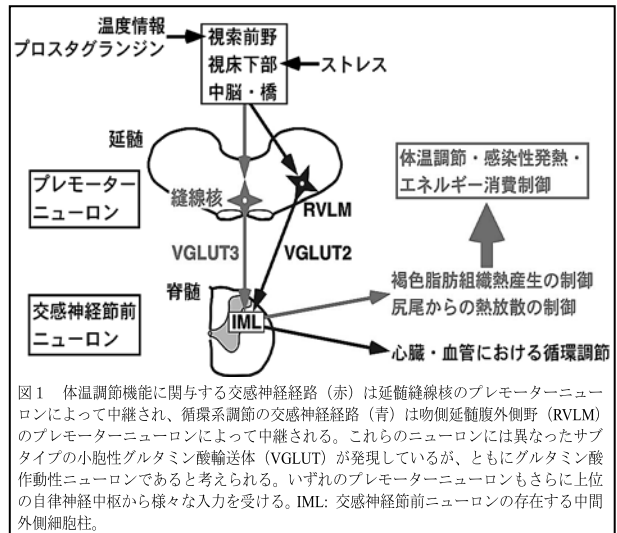 温度情報
プロスタグランジン
視索前野
視床下部
中脳・橋
ストレス
延髄
プレモーター
ニューロン
縫線核
RVLM
体温調節・感染性発熱・
エネルギー消費制御
VGLUT3
VGLUT2
脊髄
交感神経節前
ニューロン
IML
褐色脂肪組織熱産生の制御
尻尾からの熱放散の制御
心臓・血管における循環調節
図1 体温調節機能に関与する交感神経経路（赤）は延髄縫線核のプレモーターニュー
ロンによって中継され、循環系調節の交感神経経路（青）は吻側延髄腹外側野（RVLM）
のプレモーターニューロンによって中継される。これらのニューロンには異なったサブ
タイプの小胞性グルタミン酸輸送体（VGLUT）が発現しているが、ともにグルタミン酸
作動性ニューロンであると考えられる。いずれのプレモーターニューロンもさらに上位
の自律神経中枢から様々な入力を受ける。IML: 交感神経節前ニューロンの存在する中間
外側細胞柱。